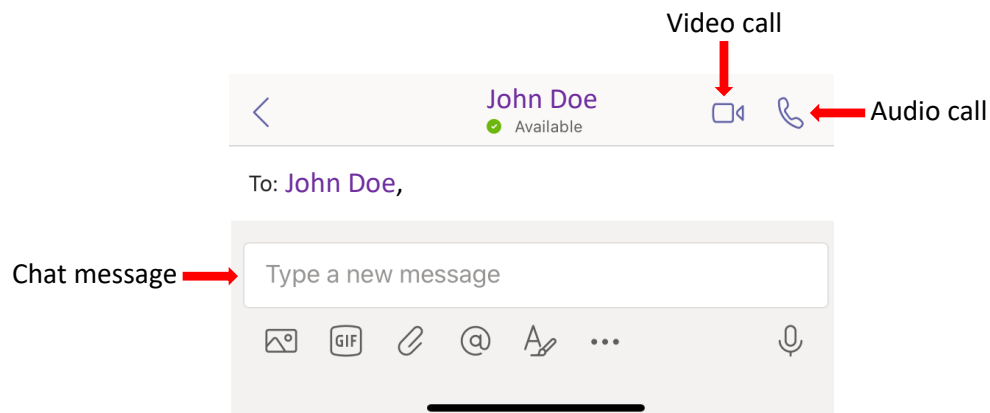 Video call
John Doe
Available
Audio call
To: John Doe,
Chat message
Type a new message
GIF
@
A